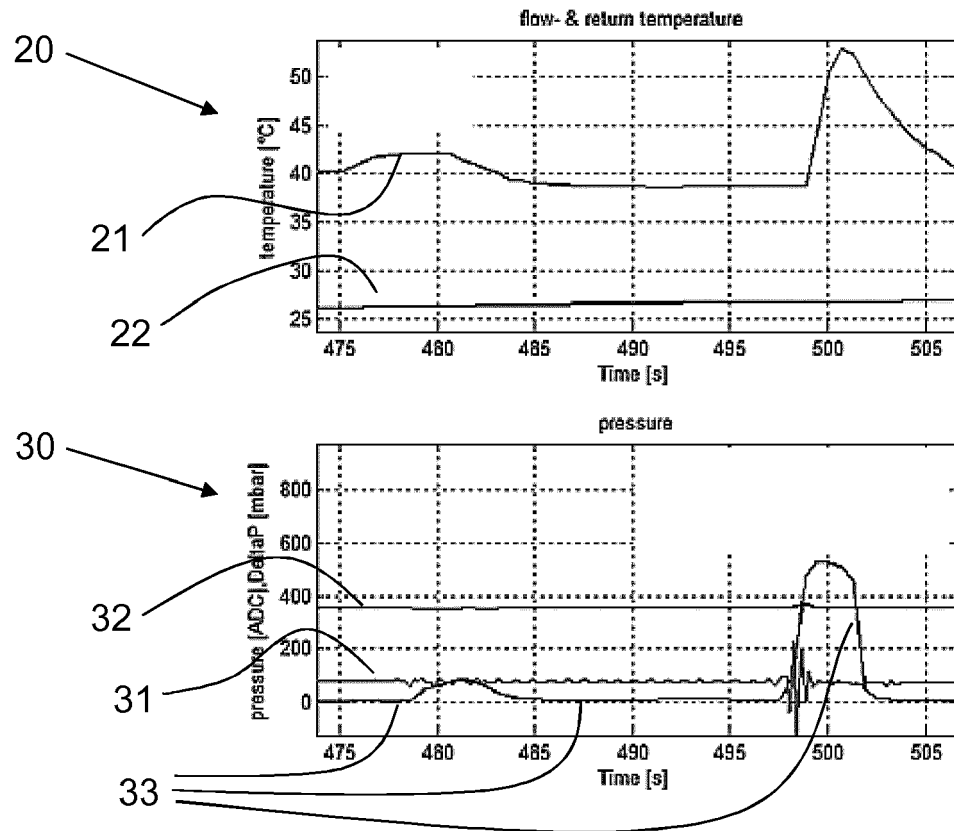 flow- & return temperature
20
50
45
40
35
30
25
temperature [°C]
21
22
475 480 485 490 495 500 505
Time [s]
pressure
30
800
600
400
200
0
pressure [ADC],DeltaP [mbar]
32
31
33
475 480 485 490 495 500 505
Time [s]